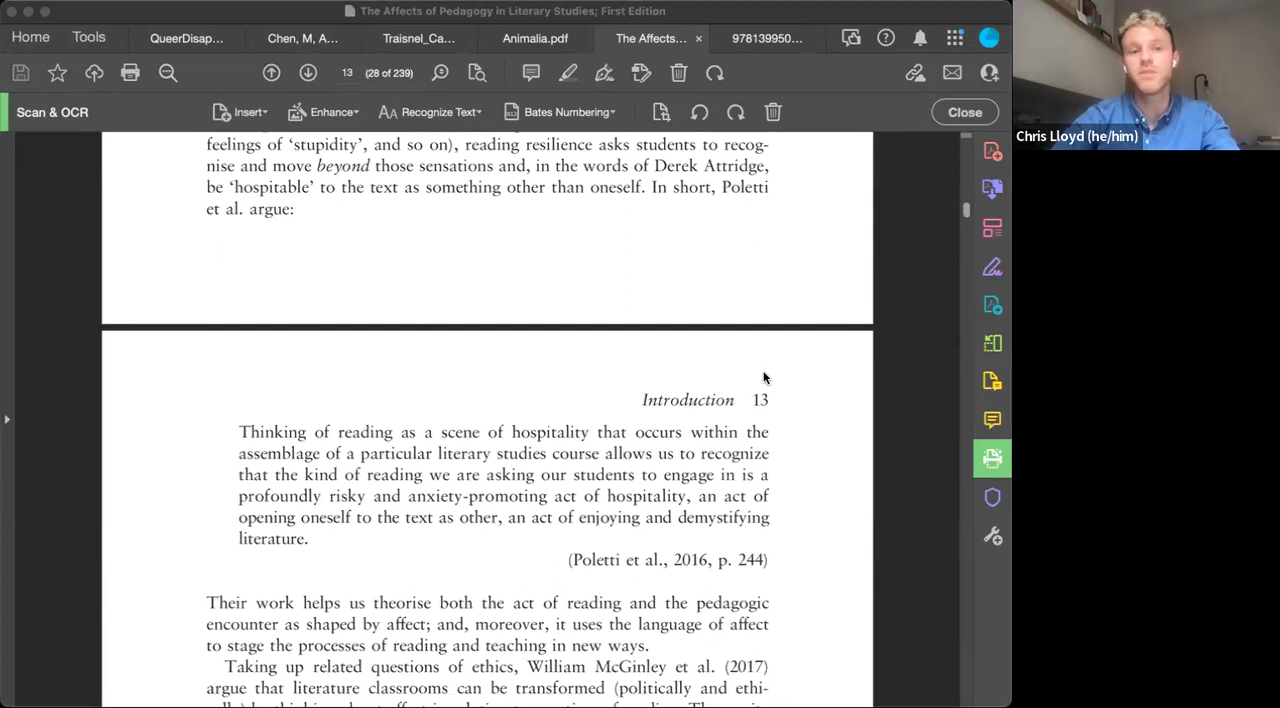 The Affects of Pedagogy in Literary Studies; First Edition
Home Tools QueerDisap... Chen, M, A... Traisnel_Ca... Animalia.pdf The Affects... × 978139950...
13 (28 of 239)
Scan & OCR Insert Enhance Recognize Text Bates Numbering Close
Chris Lloyd (he/him)
feelings of ‘stupidity’, and so on), reading resilience asks students to recog-
nise and move beyond those sensations and, in the words of Derek Attridge,
be ‘hospitable’ to the text as something other than oneself. In short, Poletti
et al. argue:
Introduction 13
Thinking of reading as a scene of hospitality that occurs within the
assemblage of a particular literary studies course allows us to recognize
that the kind of reading we are asking our students to engage in is a
profoundly risky and anxiety-promoting act of hospitality, an act of
opening oneself to the text as other, an act of enjoying and demystifying
literature.
(Poletti et al., 2016, p. 244)
Their work helps us theorise both the act of reading and the pedagogic
encounter as shaped by affect; and, moreover, it uses the language of affect
to stage the processes of reading and teaching in new ways.
Taking up related questions of ethics, William McGinley et al. (2017)
argue that literature classrooms can be transformed (politically and ethi-